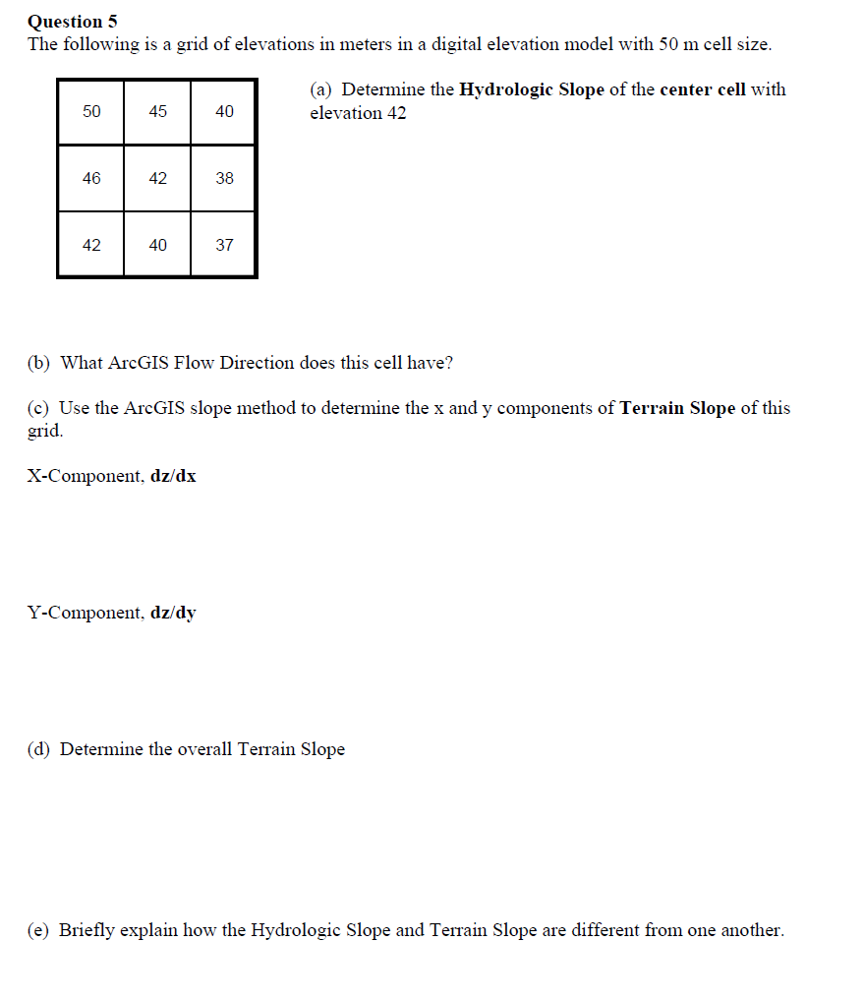 Question 5
The following is a grid of elevations in meters in a digital elevation model with 50 m cell size.
50 45 40
46 42 38
42 40 37
(a) Determine the Hydrologic Slope of the center cell with
elevation 42
(b) What ArcGIS Flow Direction does this cell have?
(c) Use the ArcGIS slope method to determine the x and y components of Terrain Slope of this
grid.
X-Component, dz/dx
Y-Component, dz/dy
(d) Determine the overall Terrain Slope
(e) Briefly explain how the Hydrologic Slope and Terrain Slope are different from one another.